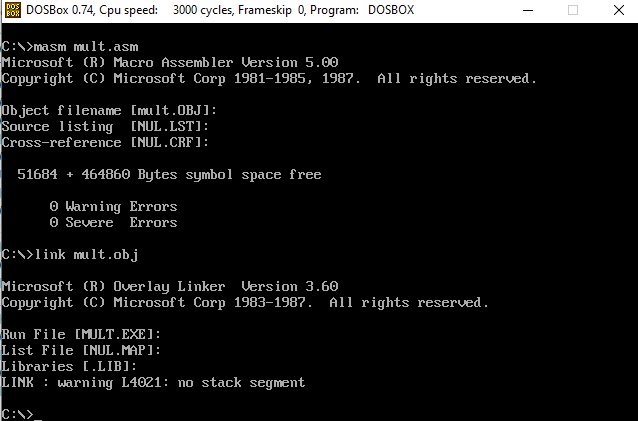 DOS BOX DOSBox 0.74, Cpu speed: 3000 cycles, Frameskip 0, Program: DOSBOX
C:\>masm mult.asm
Microsoft (R) Macro Assembler Version 5.00
Copyright (C) Microsoft Corp 1981-1985, 1987. All rights reserved.
Object filename [mult.OBJ]:
Source listing [NUL.LST]:
Cross-reference [NUL.CRF]:
51684 + 464860 Bytes symbol space free
0 Warning Errors
0 Severe Errors
C:\>link mult.obj
Microsoft (R) Overlay Linker Version 3.60
Copyright (C) Microsoft Corp 1983-1987. All rights reserved.
Run File [MULT.EXE]:
List File [NUL.MAP]:
Libraries [.LIB]:
LINK : warning L4021: no stack segment
C:\>_